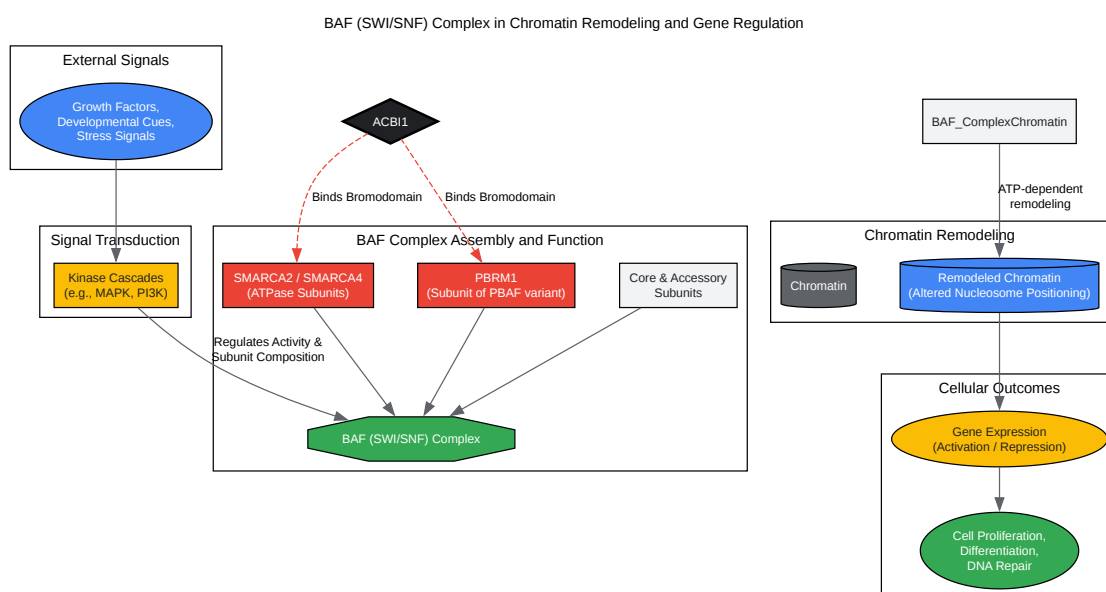 BAF (SWI/SNF) Complex in Chromatin Remodeling and Gene Regulation
External Signals
Growth Factors,
Developmental Cues,
Stress Signals
ACBI1
BAF_ComplexChromatin
Binds Bromodomain
Binds Bromodomain
ATP-dependent
remodeling
Signal Transduction
Kinase Cascades
(e.g., MAPK, PI3K)
BAF Complex Assembly and Function
SMARCA2 / SMARCA4
(ATPase Subunits)
PBRM1
(Subunit of PBAF variant)
Core & Accessory
Subunits
Chromatin Remodeling
Chromatin
Remodeled Chromatin
(Altered Nucleosome Positioning)
Regulates Activity &
Subunit Composition
BAF (SWI/SNF) Complex
Cellular Outcomes
Gene Expression
(Activation / Repression)
Cell Proliferation,
Differentiation,
DNA Repair